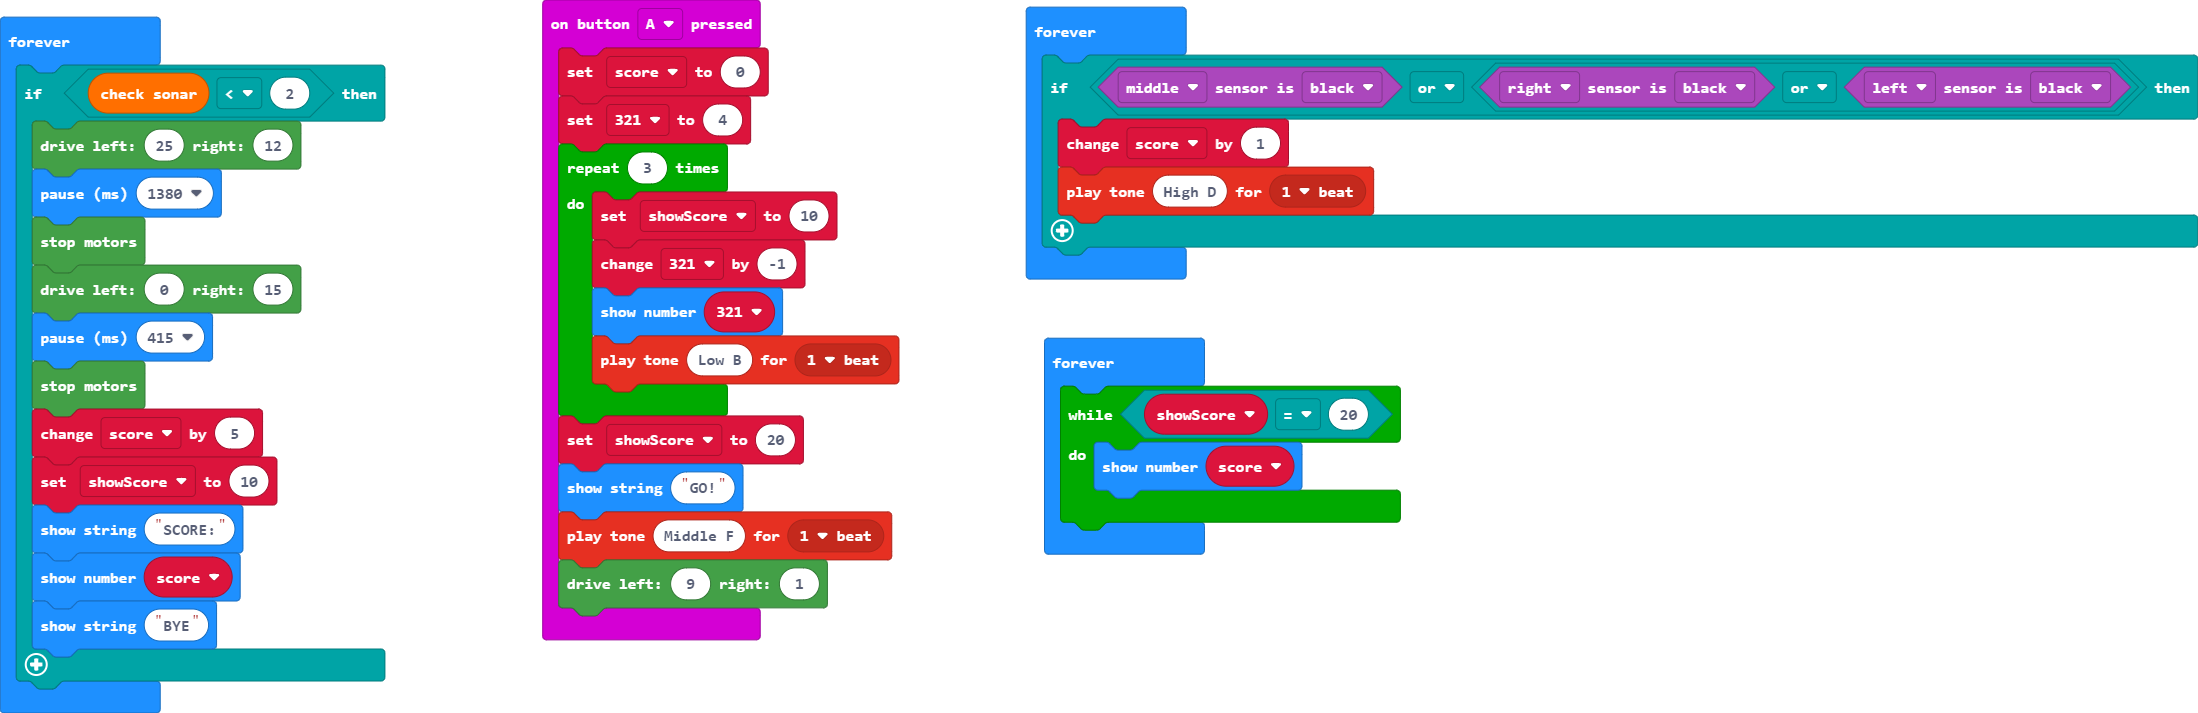 forever
if check sonar < 2 then
drive left: 25 right: 12
pause (ms) 1380
stop motors
drive left: 0 right: 15
pause (ms) 415
stop motors
change score by 5
set showScore to 10
show string "SCORE:"
show number score
show string "BYE"
on button A pressed
set score to 0
set 321 to 4
repeat 3 times
do
set showScore to 10
change 321 by -1
show number 321
play tone Low B for 1 beat
set showScore to 20
show string "GO!"
play tone Middle F for 1 beat
drive left: 9 right: 1
forever
if middle sensor is black or right sensor is black or left sensor is black then
change score by 1
play tone High D for 1 beat
forever
while showScore = 20
do
show number score